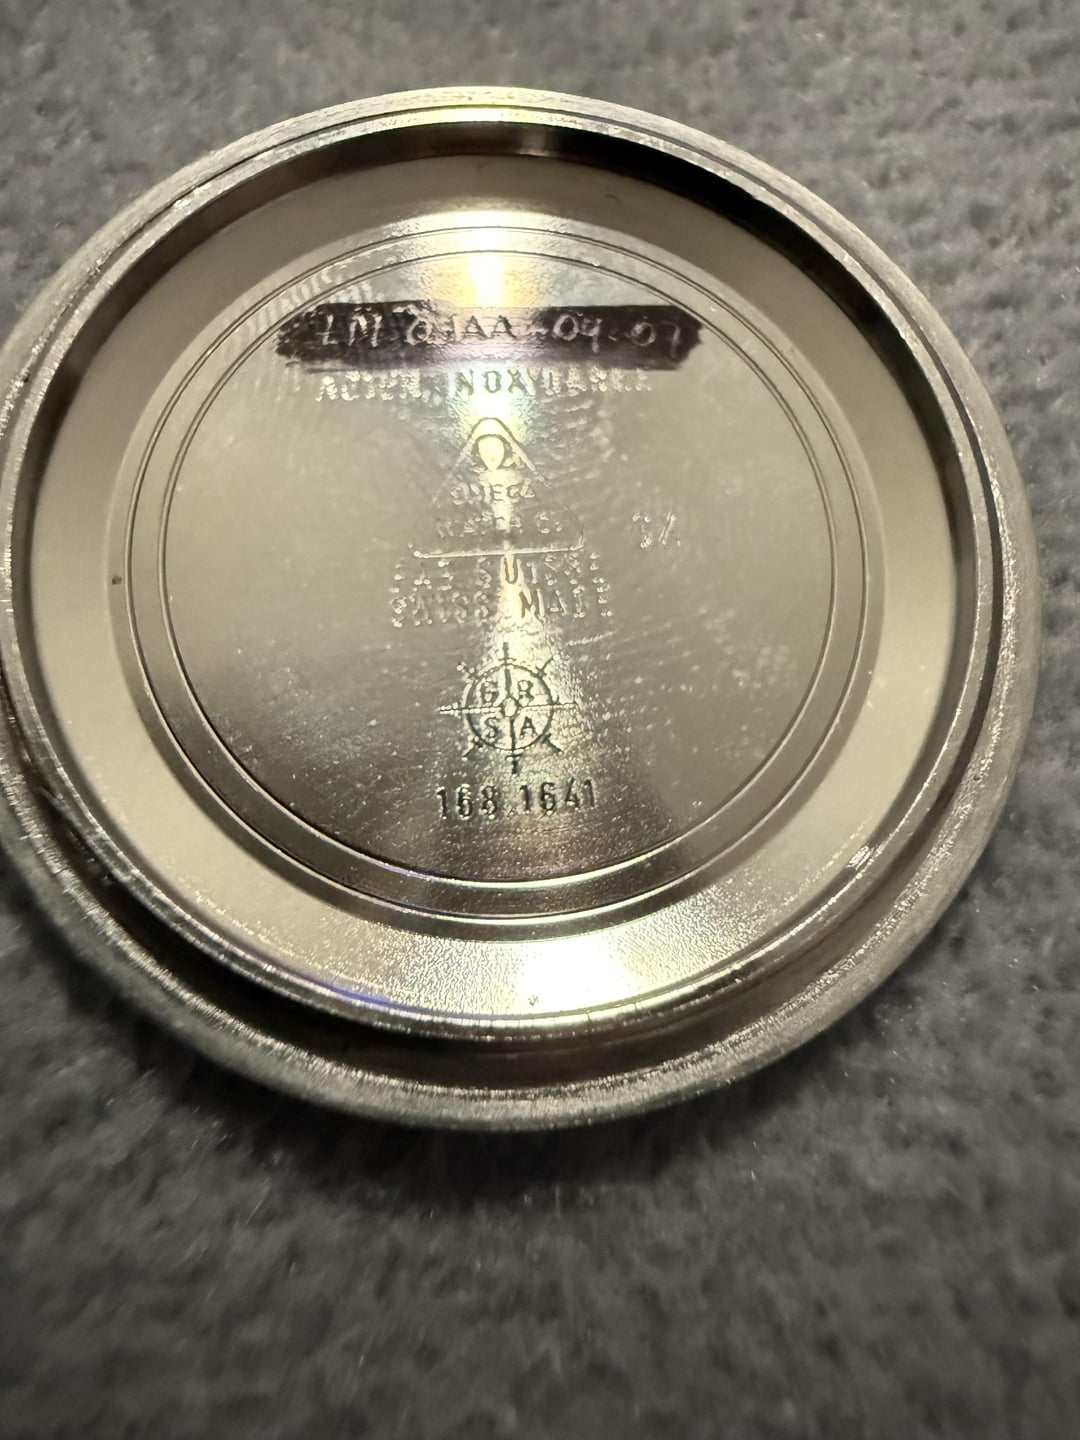 ACIER INOXYDABLE
Ω
OMEGA
WATCH Co
FAB. SUISSE
SWISS MADE
G R
S A
T
168.1641